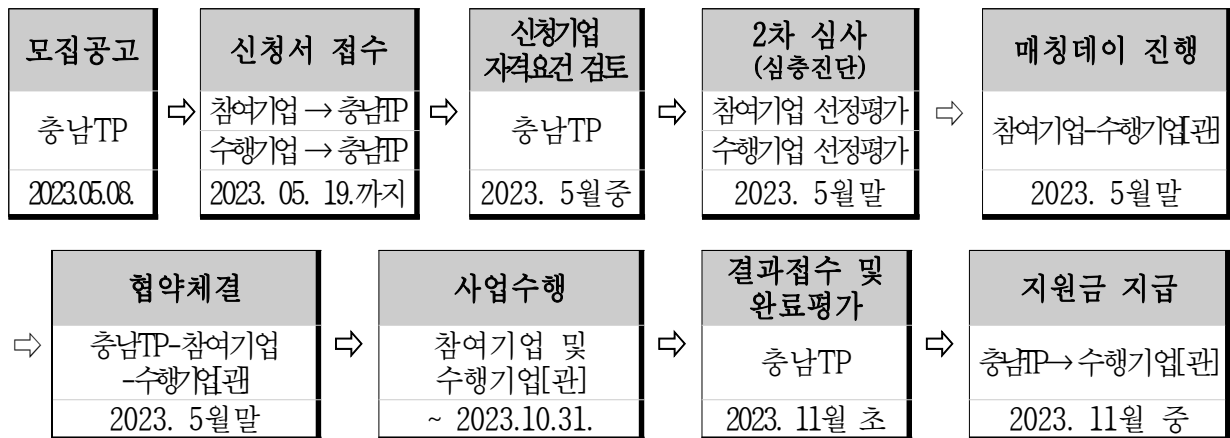 모집공고
충남TP
2023.05.08.
⇨
신청서 접수
참여기업 → 충남TP
수행기업 → 충남TP
2023. 05. 19.까지
⇨
신청기업
자격요건 검토
충남TP
2023. 5월중
⇨
2차 심사
(심층진단)
참여기업 선정평가
수행기업 선정평가
2023. 5월말
⇨
매칭데이 진행
참여기업-수행기업[관]
2023. 5월말
⇨
협약체결
충남TP-참여기업
-수행기업[관]
2023. 5월말
⇨
사업수행
참여기업 및
수행기업[관]
~ 2023.10.31.
⇨
결과접수 및
완료평가
충남TP
2023. 11월 초
⇨
지원금 지급
충남TP→ 수행기업[관]
2023. 11월 중